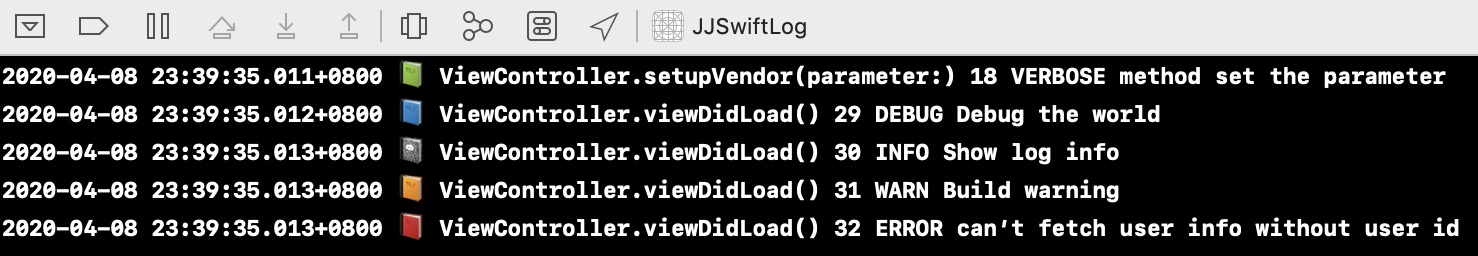 JJSwiftLog
2020-04-08 23:39:35.011+0800 📗 ViewController.setupVendor(parameter:) 18 VERBOSE method set the parameter
2020-04-08 23:39:35.012+0800 📘 ViewController.viewDidLoad() 29 DEBUG Debug the world
2020-04-08 23:39:35.013+0800 📓 ViewController.viewDidLoad() 30 INFO Show log info
2020-04-08 23:39:35.013+0800 📙 ViewController.viewDidLoad() 31 WARN Build warning
2020-04-08 23:39:35.013+0800 📕 ViewController.viewDidLoad() 32 ERROR can't fetch user info without user id